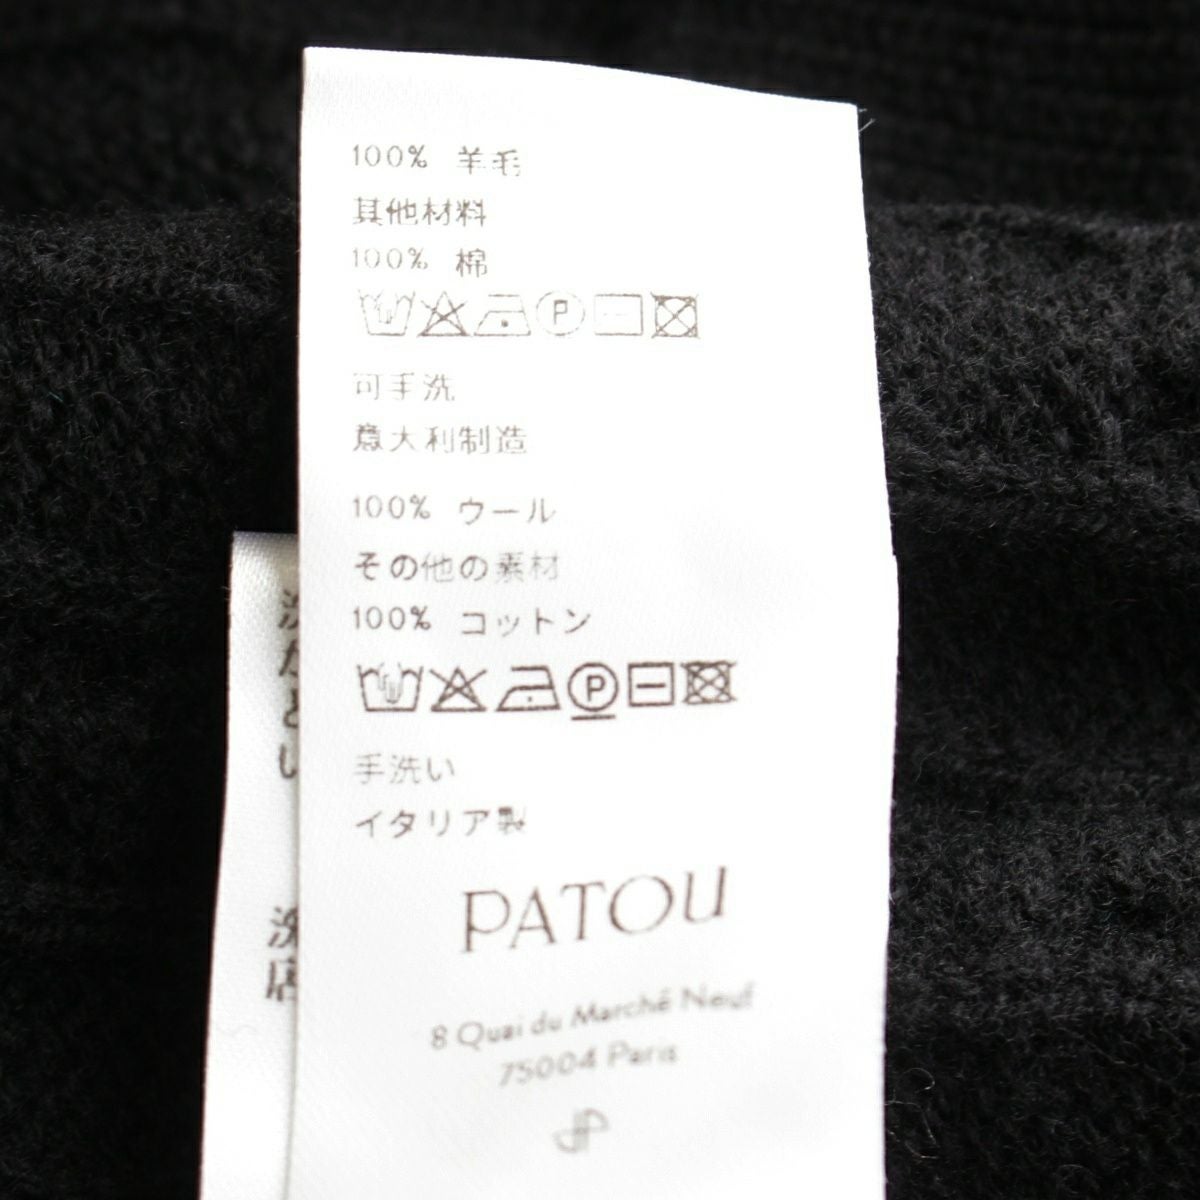 100% 羊毛
其他材料
100% 棉
P
可手洗
意大利制造
100% ウール
その他の素材
100% コットン
P
手洗い
イタリア製
PATOU
8 Quai du Marché Neuf
75004 Paris
JP